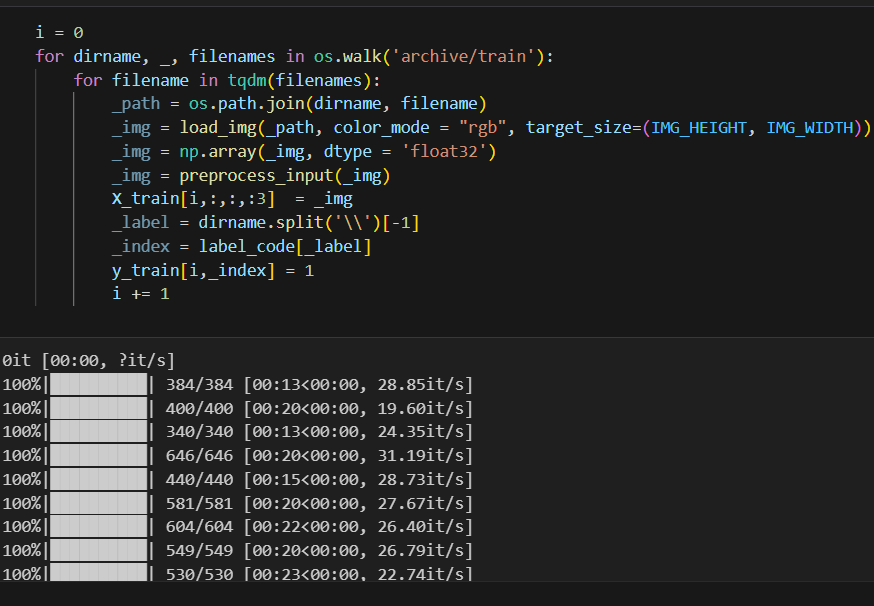 i = 0
for dirname, _, filenames in os.walk('archive/train'):
    for filename in tqdm(filenames):
        _path = os.path.join(dirname, filename)
        _img = load_img(_path, color_mode = "rgb", target_size=(IMG_HEIGHT, IMG_WIDTH))
        _img = np.array(_img, dtype = 'float32')
        _img = preprocess_input(_img)
        X_train[i,:,:,:3]  = _img
        _label = dirname.split('\\')[-1]
        _index = label_code[_label]
        y_train[i,_index] = 1
        i += 1
0it [00:00, ?it/s]
100%|██████████| 384/384 [00:13<00:00, 28.85it/s]
100%|██████████| 400/400 [00:20<00:00, 19.60it/s]
100%|██████████| 340/340 [00:13<00:00, 24.35it/s]
100%|██████████| 646/646 [00:20<00:00, 31.19it/s]
100%|██████████| 440/440 [00:15<00:00, 28.73it/s]
100%|██████████| 581/581 [00:20<00:00, 27.67it/s]
100%|██████████| 604/604 [00:22<00:00, 26.40it/s]
100%|██████████| 549/549 [00:20<00:00, 26.79it/s]
100%|██████████| 530/530 [00:23<00:00, 22.74it/s]